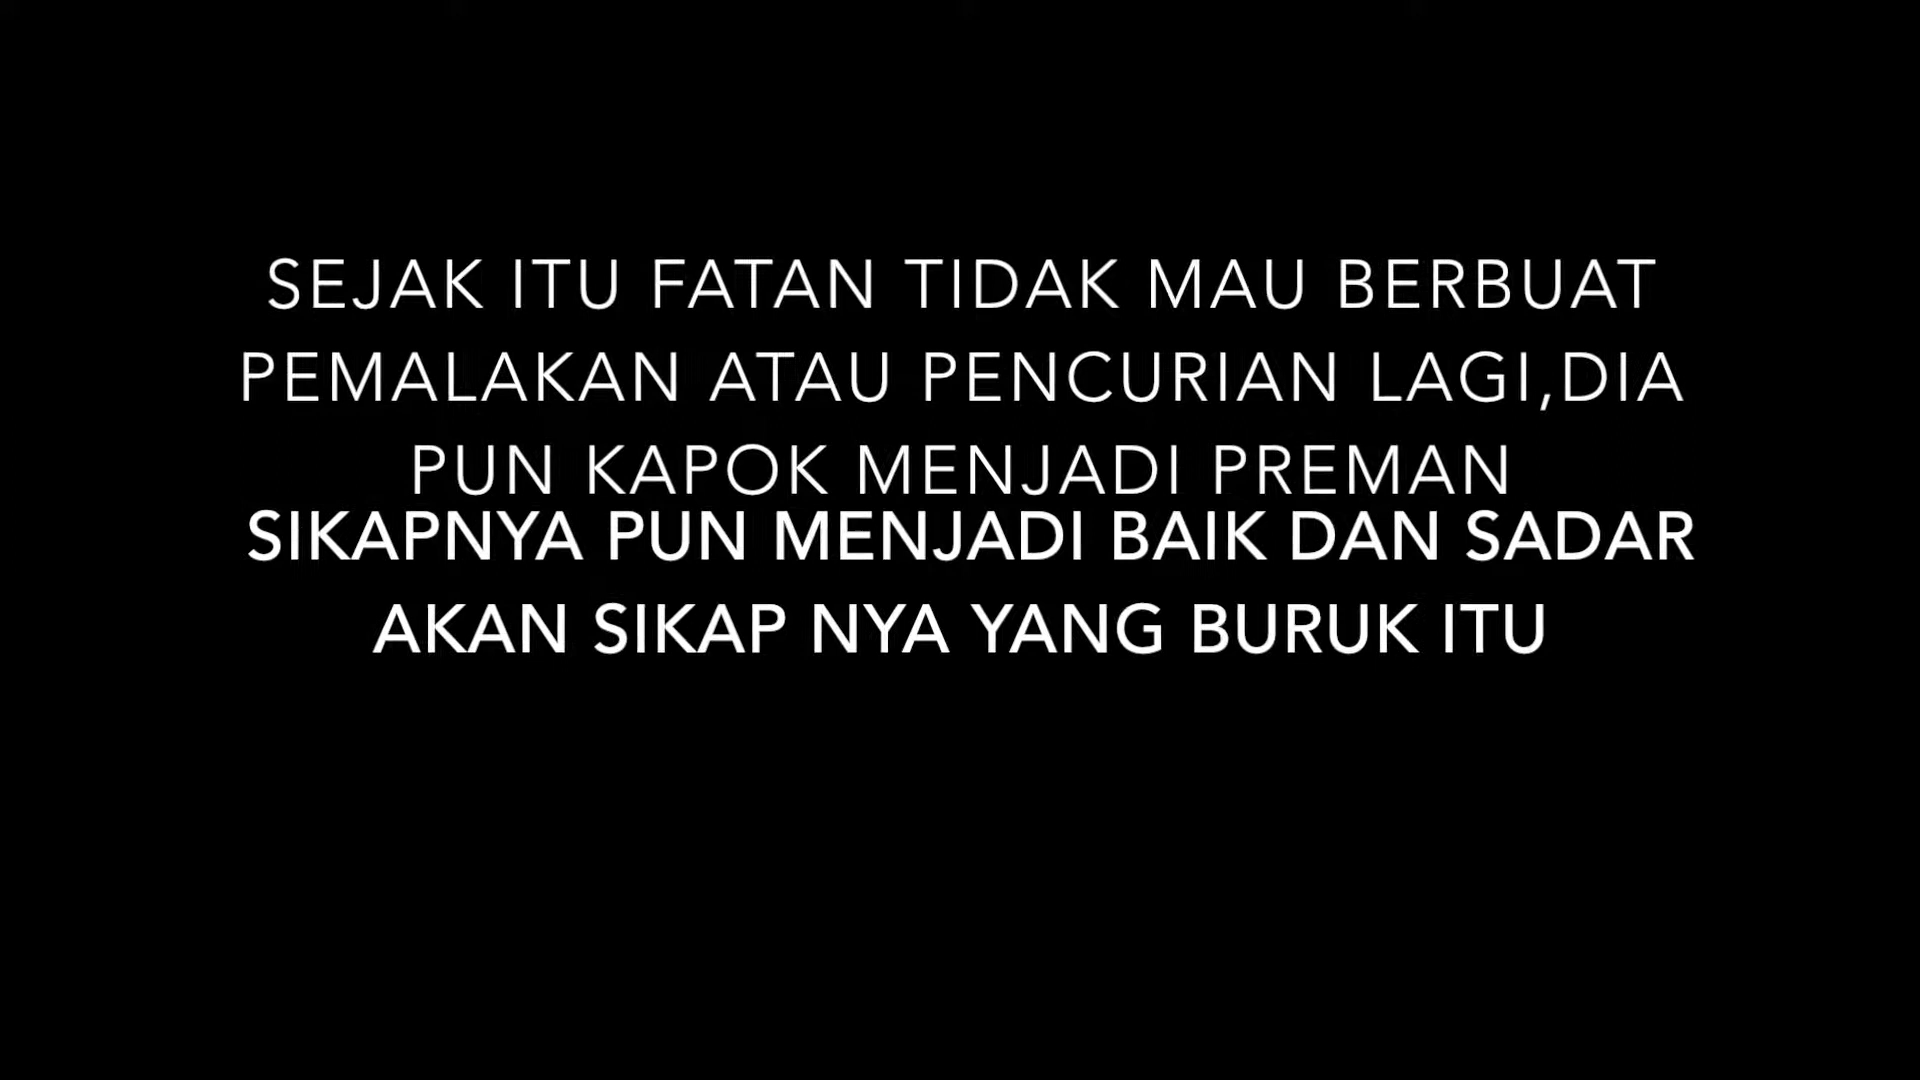 SEJAK ITU FATAN TIDAK MAU BERBUAT
PEMALAKAN ATAU PENCURIAN LAGI,DIA
PUN KAPOK MENJADI PREMAN
SIKAPNYA PUN MENJADI BAIK DAN SADAR
AKAN SIKAP NYA YANG BURUK ITU